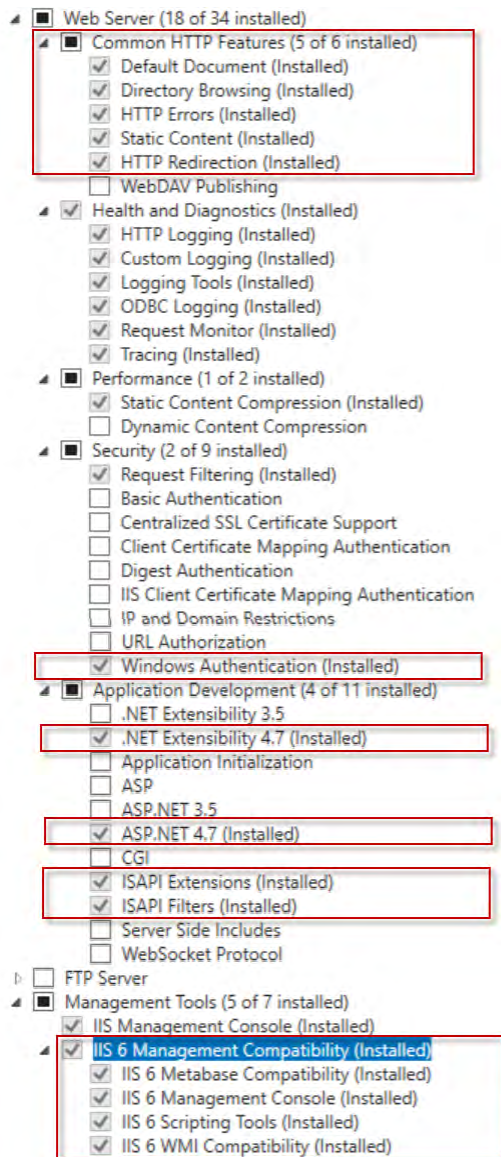 Web Server (18 of 34 installed)
Common HTTP Features (5 of 6 installed)
Default Document (Installed)
Directory Browsing (Installed)
HTTP Errors (Installed)
Static Content (Installed)
HTTP Redirection (Installed)
WebDAV Publishing
Health and Diagnostics (Installed)
HTTP Logging (Installed)
Custom Logging (Installed)
Logging Tools (Installed)
ODBC Logging (Installed)
Request Monitor (Installed)
Tracing (Installed)
Performance (1 of 2 installed)
Static Content Compression (Installed)
Dynamic Content Compression
Security (2 of 9 installed)
Request Filtering (Installed)
Basic Authentication
Centralized SSL Certificate Support
Client Certificate Mapping Authentication
Digest Authentication
IIS Client Certificate Mapping Authentication
IP and Domain Restrictions
URL Authorization
Windows Authentication (Installed)
Application Development (4 of 11 installed)
.NET Extensibility 3.5
.NET Extensibility 4.7 (Installed)
Application Initialization
ASP
ASP.NET 3.5
ASP.NET 4.7 (Installed)
CGI
ISAPI Extensions (Installed)
ISAPI Filters (Installed)
Server Side Includes
WebSocket Protocol
FTP Server
Management Tools (5 of 7 installed)
IIS Management Console (Installed)
IIS 6 Management Compatibility (Installed)
IIS 6 Metabase Compatibility (Installed)
IIS 6 Management Console (Installed)
IIS 6 Scripting Tools (Installed)
IIS 6 WMI Compatibility (Installed)